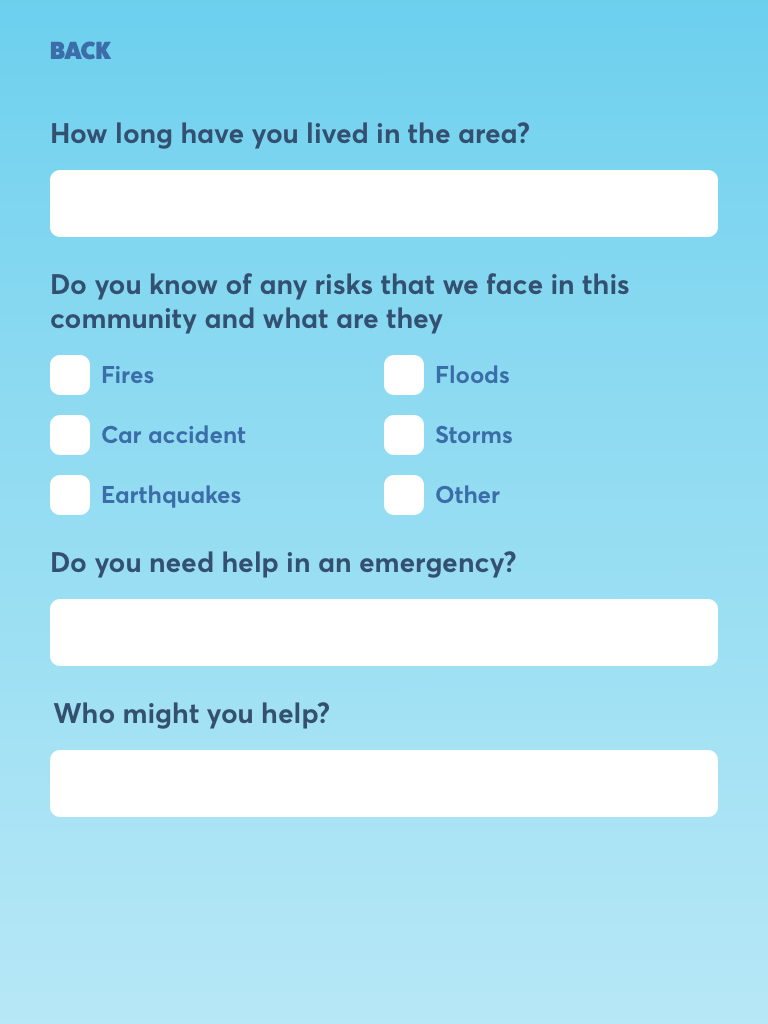 BACK
How long have you lived in the area?
Do you know of any risks that we face in this
community and what are they
Fires
Floods
Car accident
Storms
Earthquakes
Other
Do you need help in an emergency?
Who might you help?